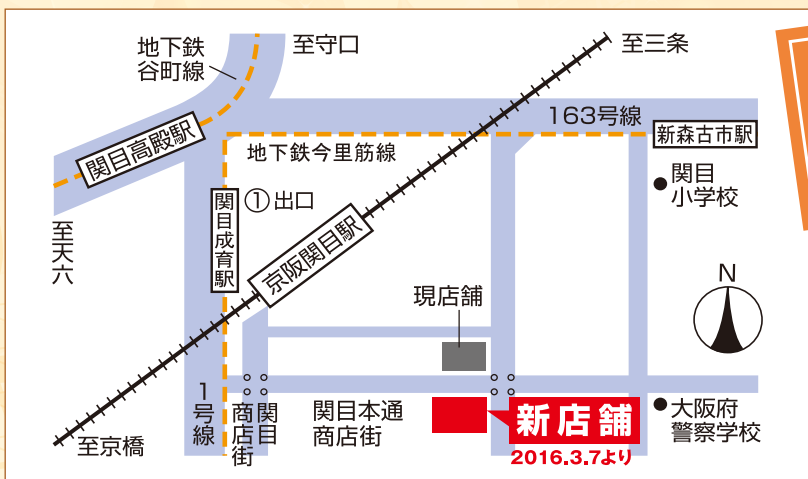 地下鉄
谷町線
至守口
至三条
163号線
関目高殿駅
地下鉄今里筋線
新森古市駅
関目
小学校
①出口
関目成育駅
京阪関目駅
至天六
N
現店舗
1号線
関目
商店街
関目本通
商店街
新店舗
2016.3.7より
大阪府
警察学校
至京橋